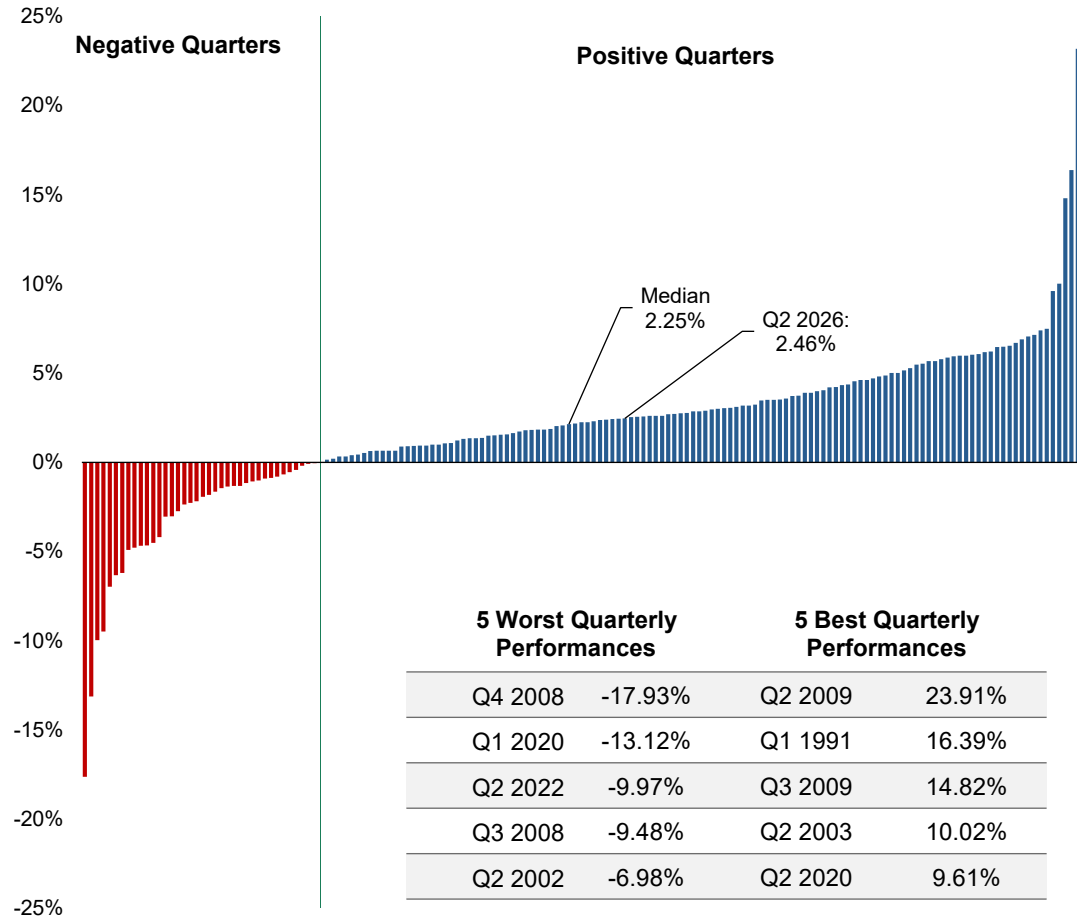 25%
Negative Quarters
Positive Quarters
20%
15%
10%
Median
2.25%
Q2 2026:
2.46%
5%
0%
-5%
-10%
-15%
-20%
-25%
5 Worst Quarterly
Performances
5 Best Quarterly
Performances
Q4 2008 -17.93% Q2 2009 23.91%
Q1 2020 -13.12% Q1 1991 16.39%
Q2 2022 -9.97% Q3 2009 14.82%
Q3 2008 -9.48% Q2 2003 10.02%
Q2 2002 -6.98% Q2 2020 9.61%